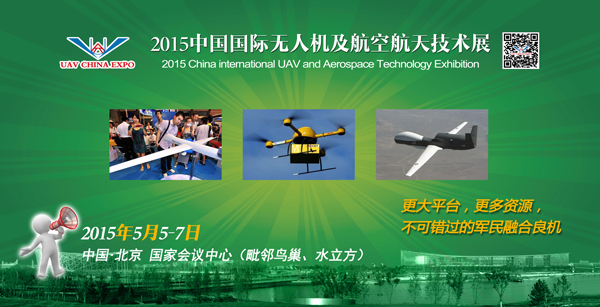 UAV CHINA EXPO
2015中国国际无人机及航空航天技术展
2015 China international UAV and Aerospace Technology Exhibition
更大平台，更多资源，
不可错过的军民融合良机
2015年5月5-7日
中国·北京 国家会议中心（毗邻鸟巢、水立方）